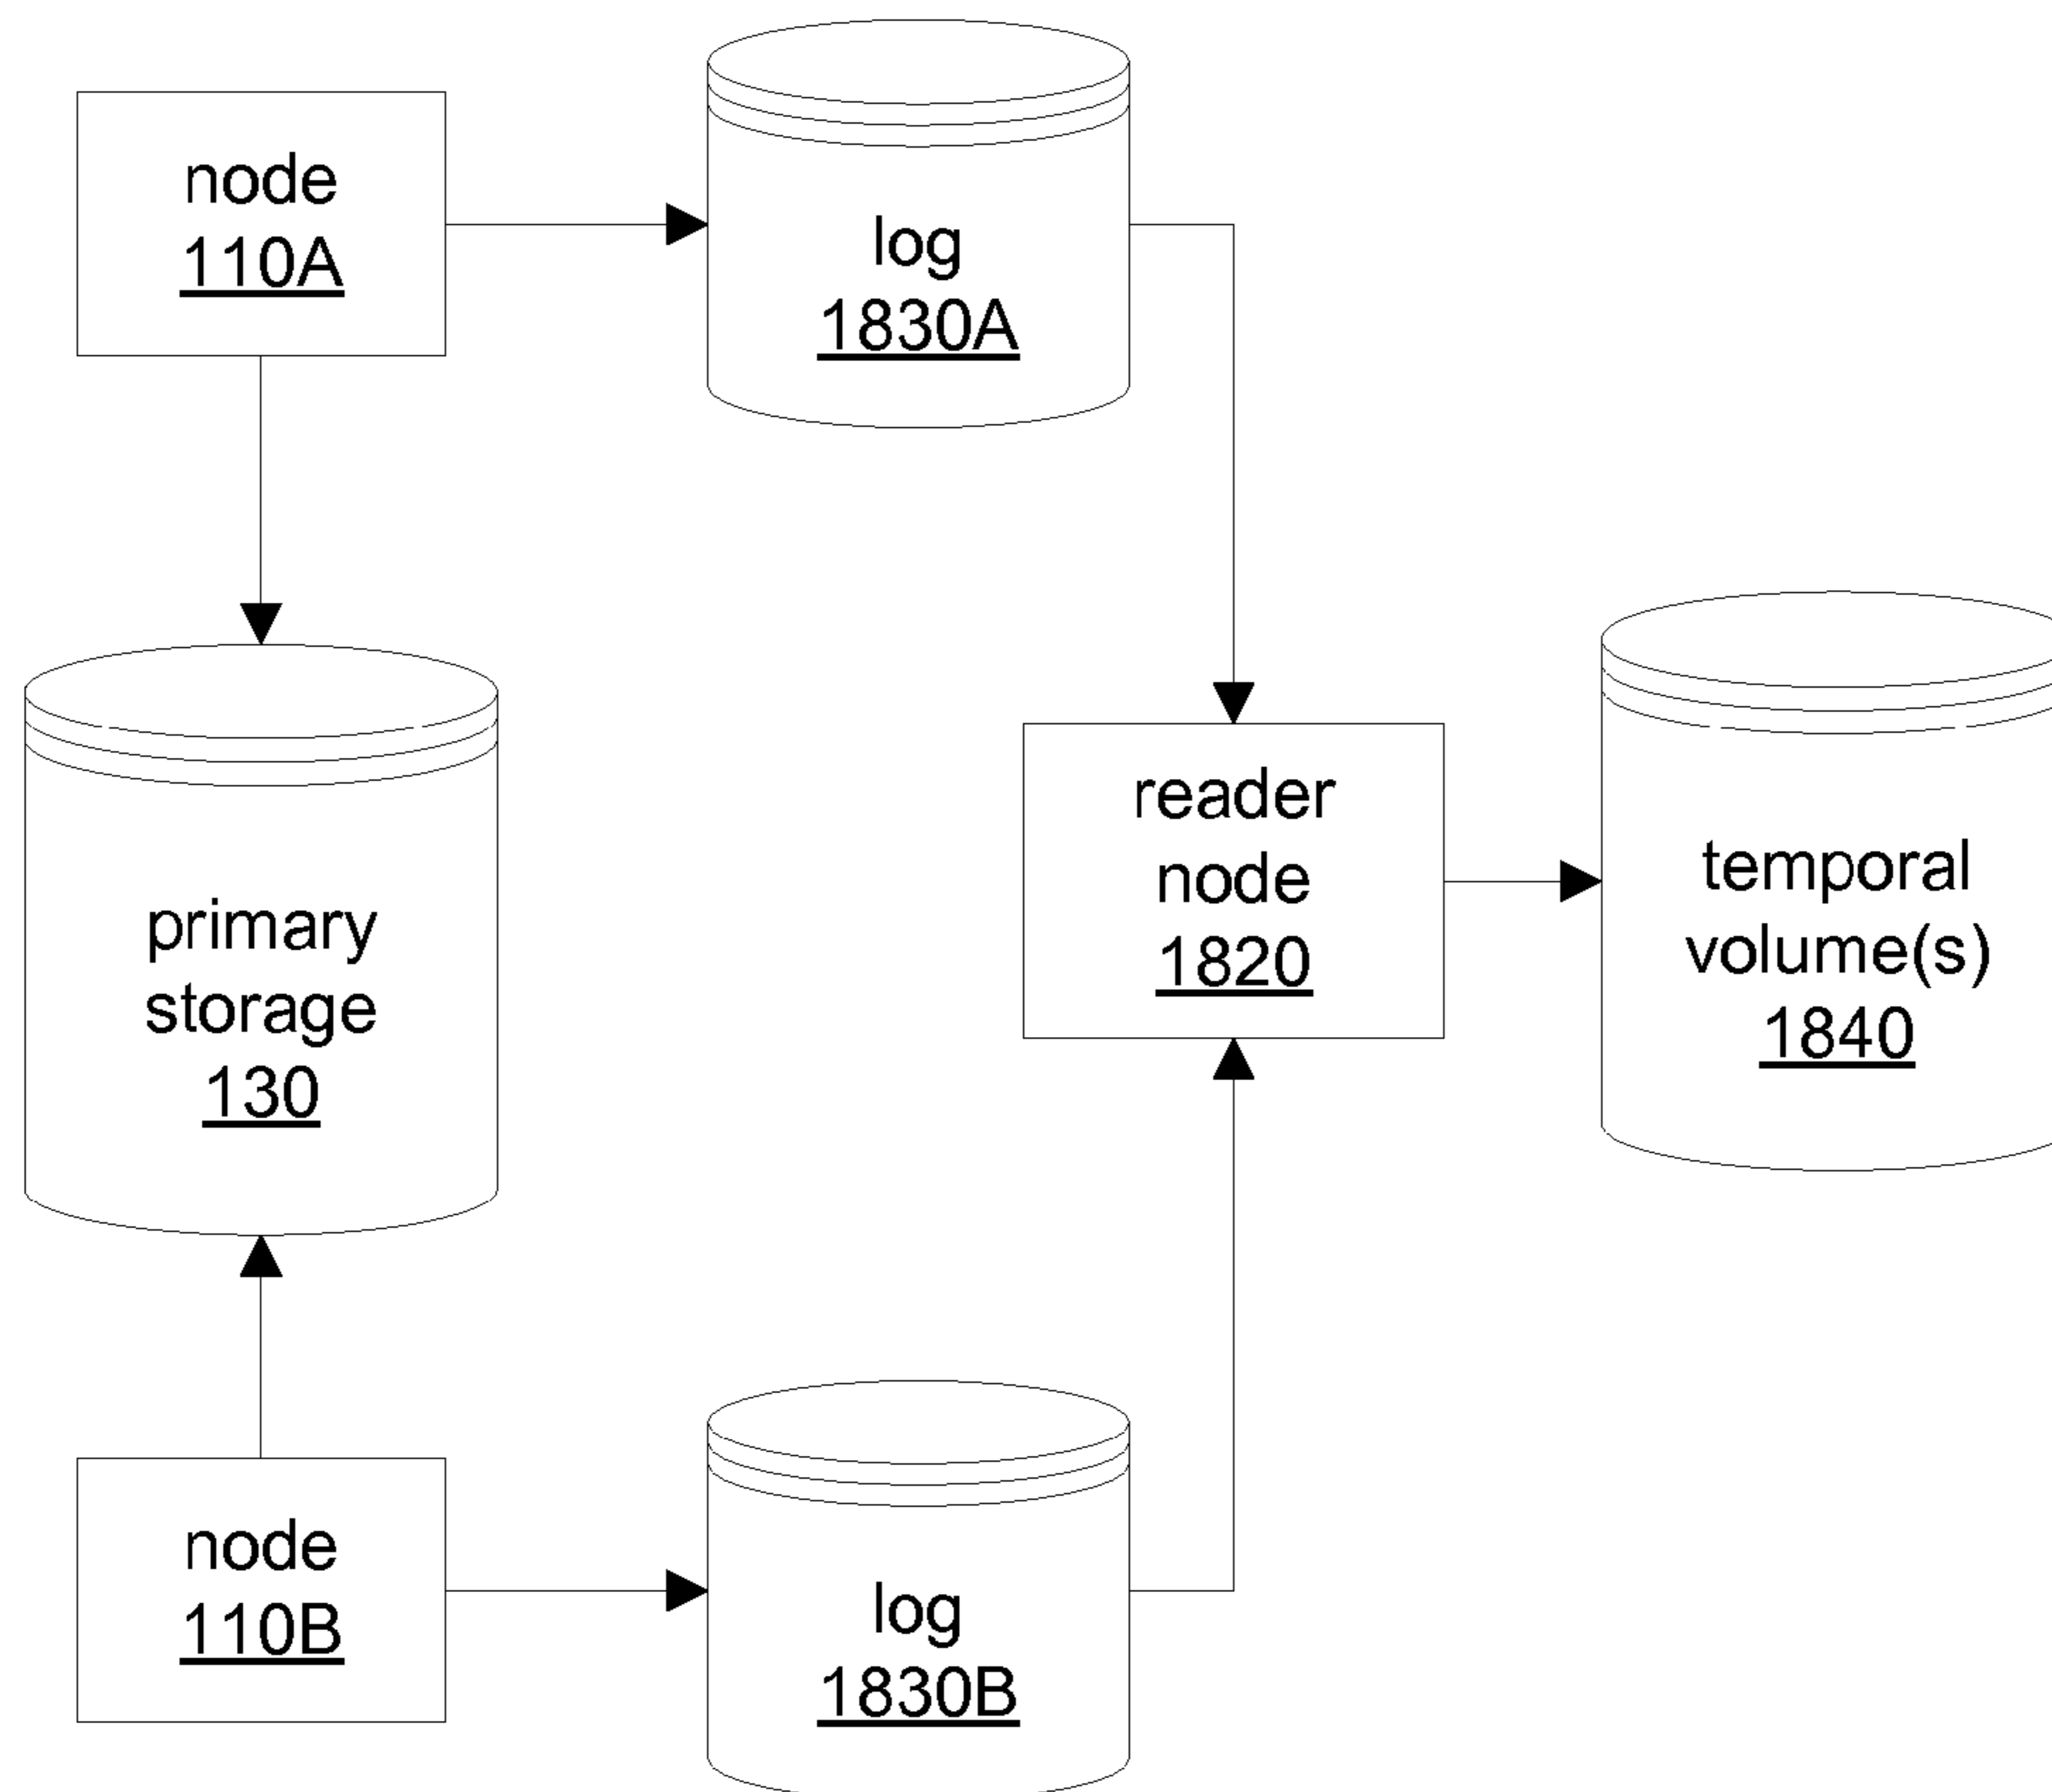 node
110A
log
1830A
primary
storage
130
reader
node
1820
temporal
volume(s)
1840
node
110B
log
1830B